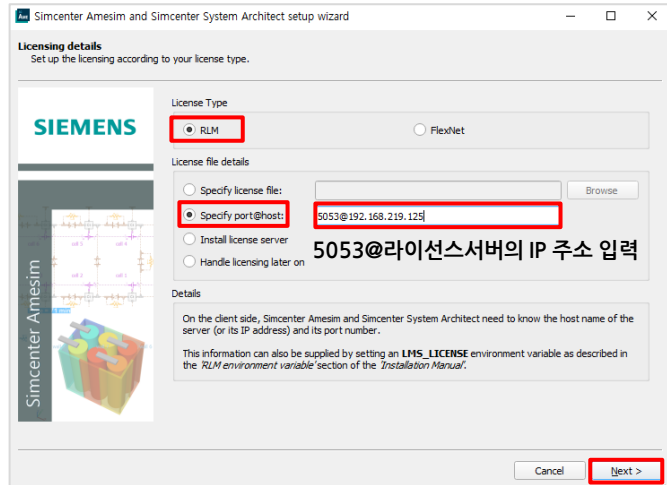 Simcenter Amesim and Simcenter System Architect setup wizard
Licensing details
Set up the licensing according to your license type.
SIEMENS
Simcenter Amesim
License Type
RLM
FlexNet
License file details
Specify license file:
Browse
Specify port@host:
5053@192.168.219.125
Install license server
5053@라이선스서버의 IP 주소 입력
Handle licensing later on
Details
On the client side, Simcenter Amesim and Simcenter System Architect need to know the host name of the
server (or its IP address) and its port number.
This information can also be supplied by setting an LMS_LICENSE environment variable as described in
the 'RLM environment variable' section of the 'Installation Manual'.
Cancel
Next >